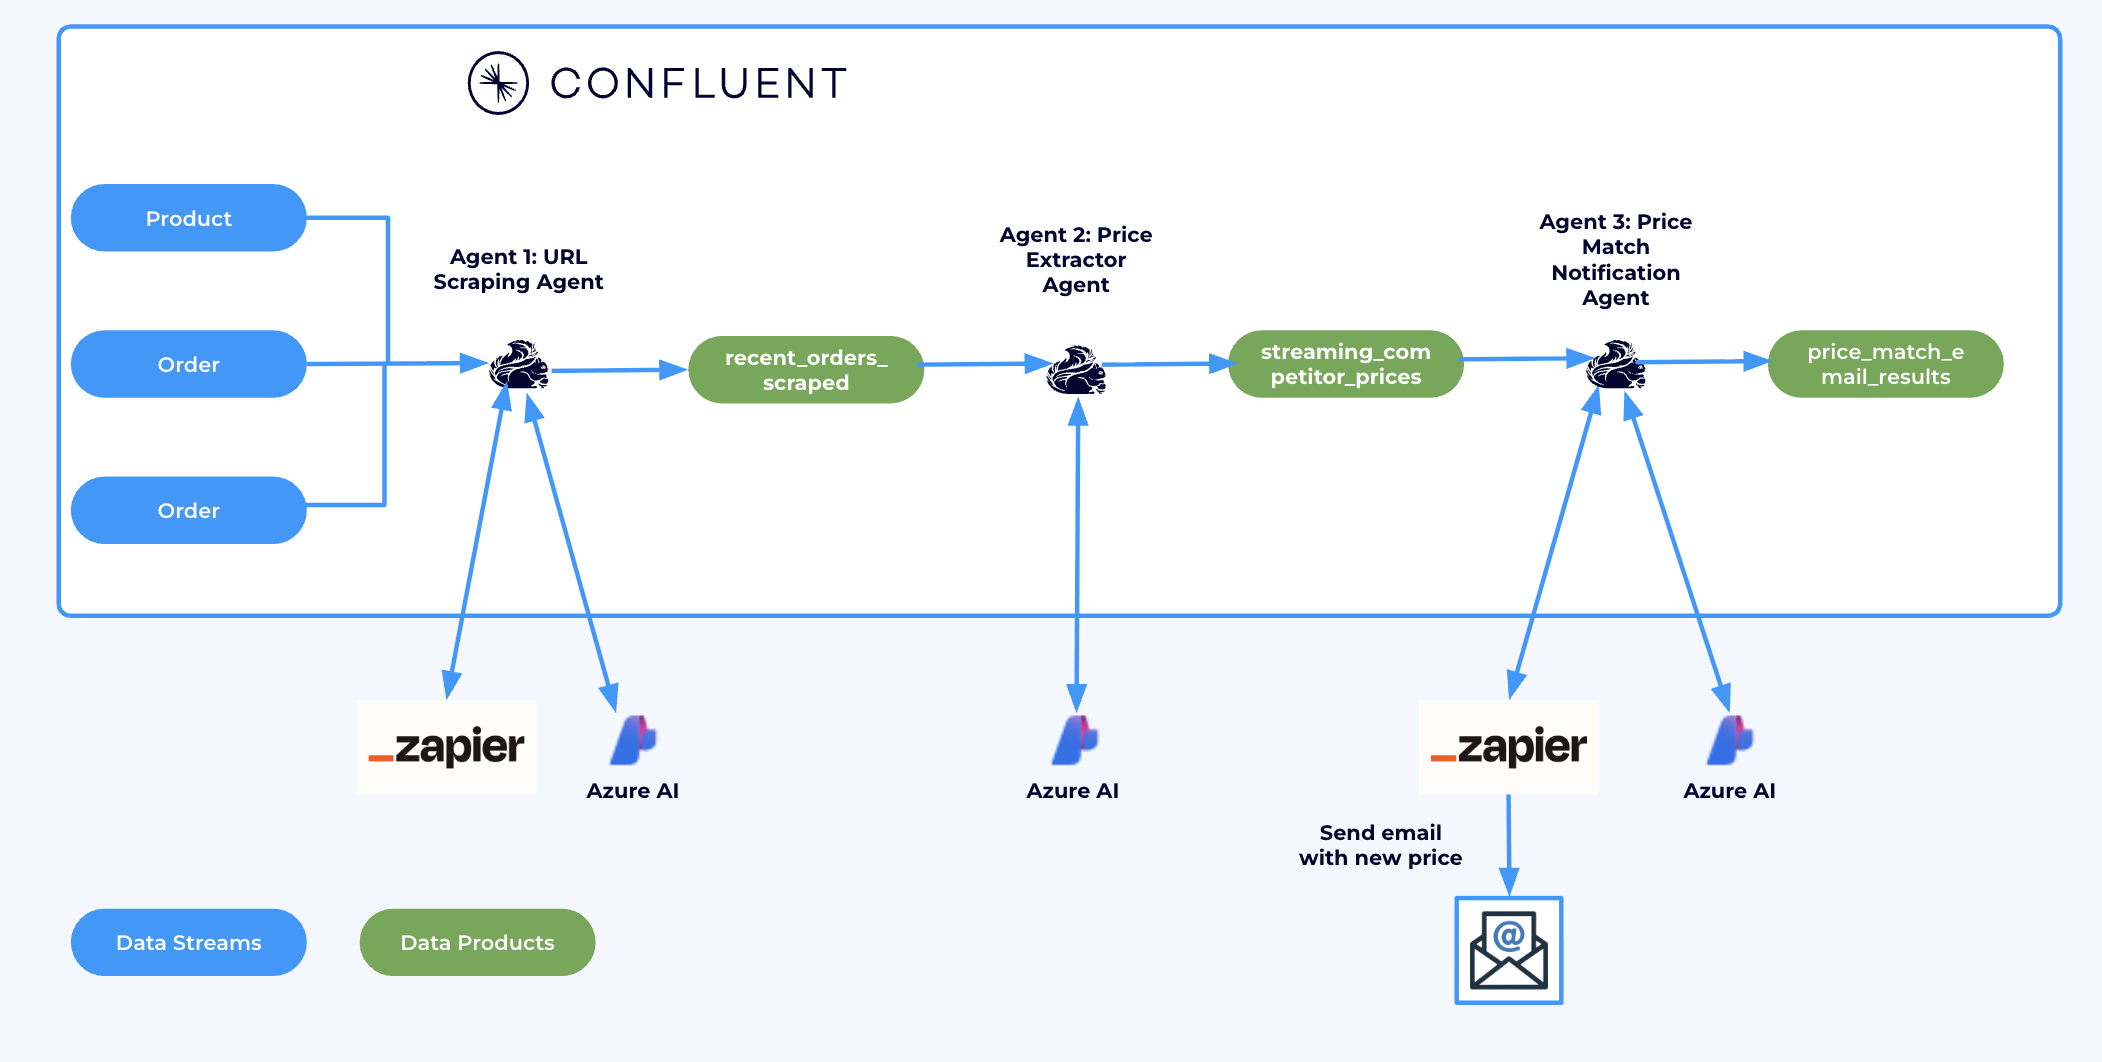 CONFLUENT
Product
Order
Order
Agent 1: URL
Scraping Agent
recent_orders_
scraped
Agent 2: Price
Extractor
Agent
streaming_com
petitor_prices
Agent 3: Price
Match
Notification
Agent
price_match_e
mail_results
_zapier
Azure AI
Azure AI
_zapier
Azure AI
Send email
with new price
@
Data Streams
Data Products